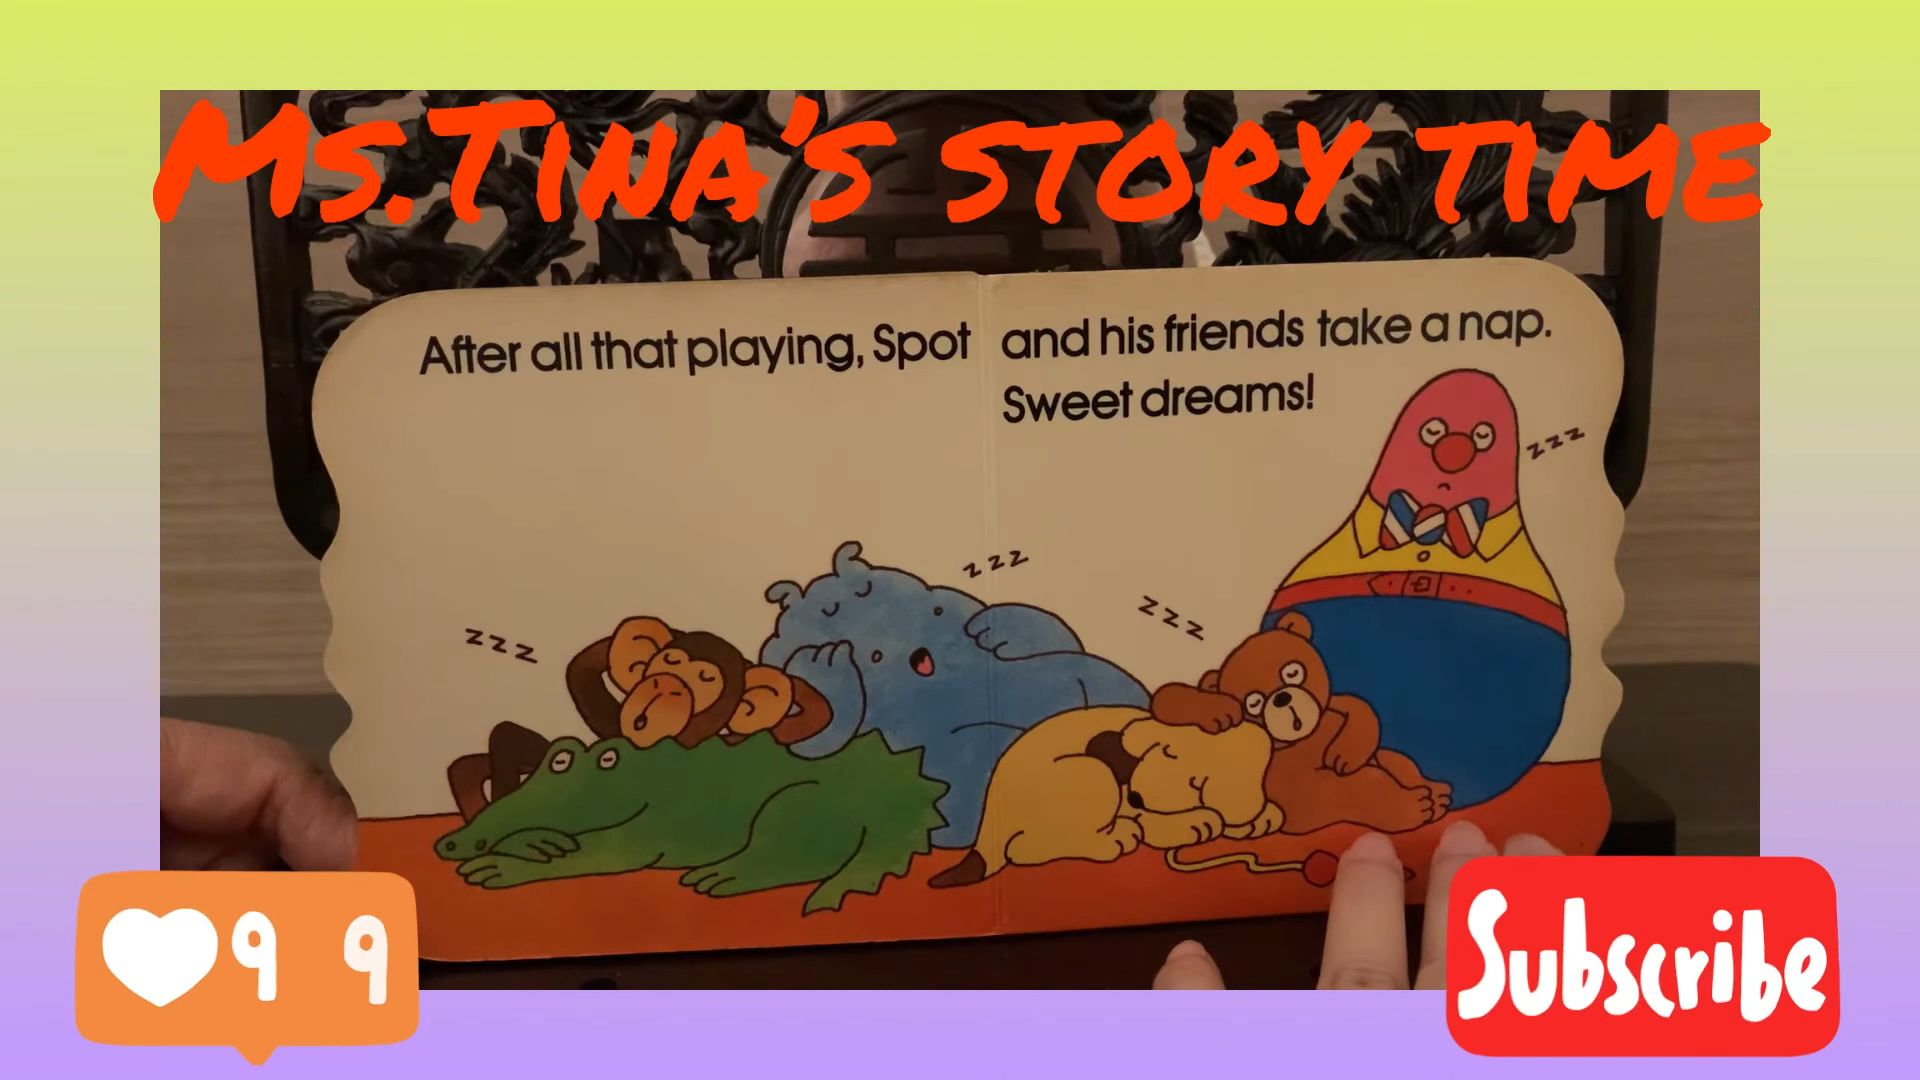 Ms.Tina's story time
After all that playing, Spot and his friends take a nap.
Sweet dreams!
zzz
zzz
zzz
zzz
9 9
Subscribe